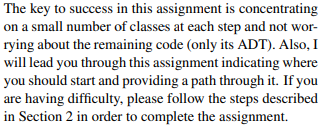 The key to success in this assignment is concentrating
on a small number of classes at each step and not wor-
rying about the remaining code (only its ADT). Also, I
will lead you through this assignment indicating where
you should start and providing a path through it. If you
are having difficulty, please follow the steps described
in Section 2 in order to complete the assignment.